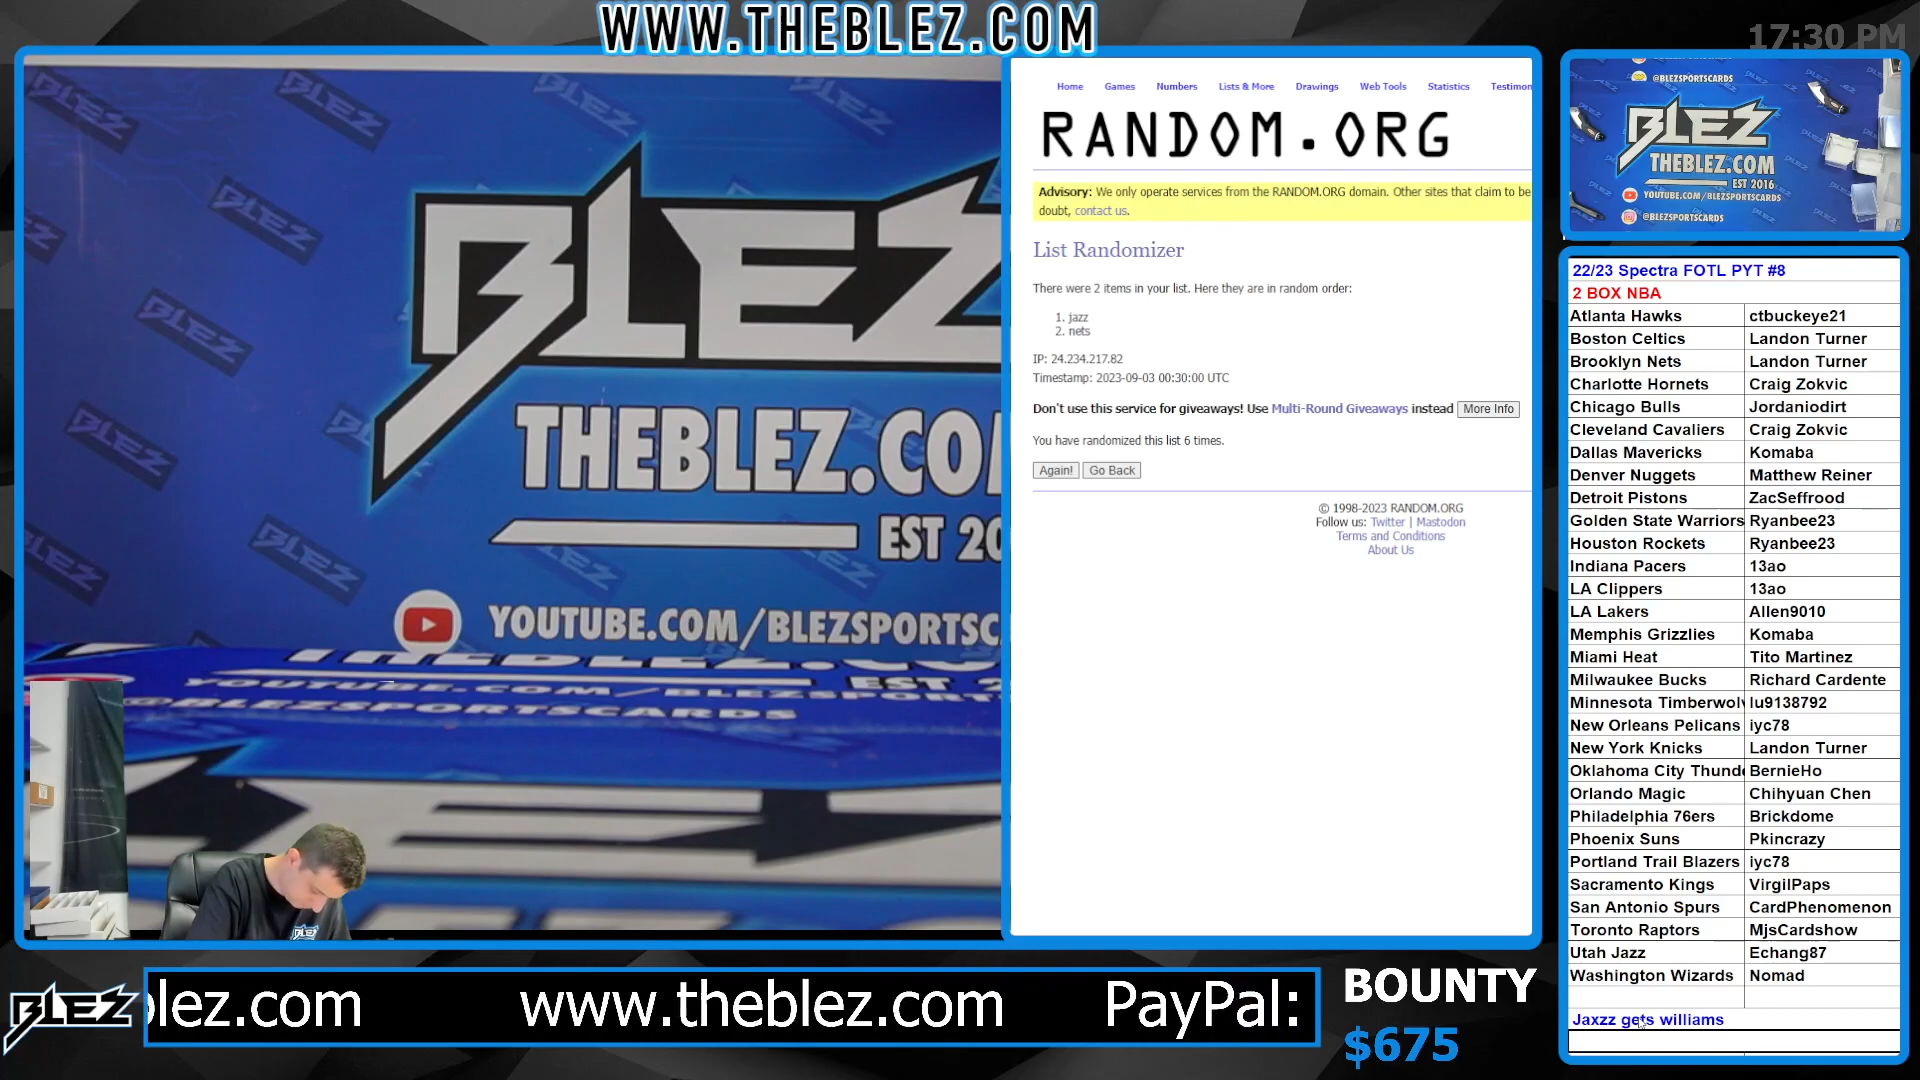 WWW.THEBLEZ.COM
17:30 PM
BLEZ
THEBLEZ.CO
EST 20
YOUTUBE.COM/BLEZSPORTSC
THEBLEZ.CO
EST 2
YOUTUBE.COM/BLEZSPORT
@BLEZSPORTSCARDS
Home Games Numbers Lists & More Drawings Web Tools Statistics Testimon
RANDOM.ORG
Advisory: We only operate services from the RANDOM.ORG domain. Other sites that claim to be
doubt, contact us.
List Randomizer
There were 2 items in your list. Here they are in random order:
1. jazz
2. nets
IP: 24.234.217.82
Timestamp: 2023-09-03 00:30:00 UTC
Don't use this service for giveaways! Use Multi-Round Giveaways instead More Info
You have randomized this list 6 times.
Again! Go Back
© 1998-2023 RANDOM.ORG
Follow us: Twitter | Mastodon
Terms and Conditions
About Us
@BLEZSPORTSCARDS
BLEZ
THEBLEZ.COM
EST 2016
YOUTUBE.COM/BLEZSPORTSCARDS
@BLEZSPORTSCARDS
22/23 Spectra FOTL PYT #8
2 BOX NBA
Atlanta Hawks ctbuckeye21
Boston Celtics Landon Turner
Brooklyn Nets Landon Turner
Charlotte Hornets Craig Zokvic
Chicago Bulls Jordaniodirt
Cleveland Cavaliers Craig Zokvic
Dallas Mavericks Komaba
Denver Nuggets Matthew Reiner
Detroit Pistons ZacSeffrood
Golden State Warriors Ryanbee23
Houston Rockets Ryanbee23
Indiana Pacers 13ao
LA Clippers 13ao
LA Lakers Allen9010
Memphis Grizzlies Komaba
Miami Heat Tito Martinez
Milwaukee Bucks Richard Cardente
Minnesota Timberwolv lu9138792
New Orleans Pelicans iyc78
New York Knicks Landon Turner
Oklahoma City Thunde BernieHo
Orlando Magic Chihyuan Chen
Philadelphia 76ers Brickdome
Phoenix Suns Pkincrazy
Portland Trail Blazers iyc78
Sacramento Kings VirgilPaps
San Antonio Spurs CardPhenomenon
Toronto Raptors MjsCardshow
Utah Jazz Echang87
Washington Wizards Nomad
Jaxzz gets williams
BLEZ
blez.com www.theblez.com PayPal:
BOUNTY
$675